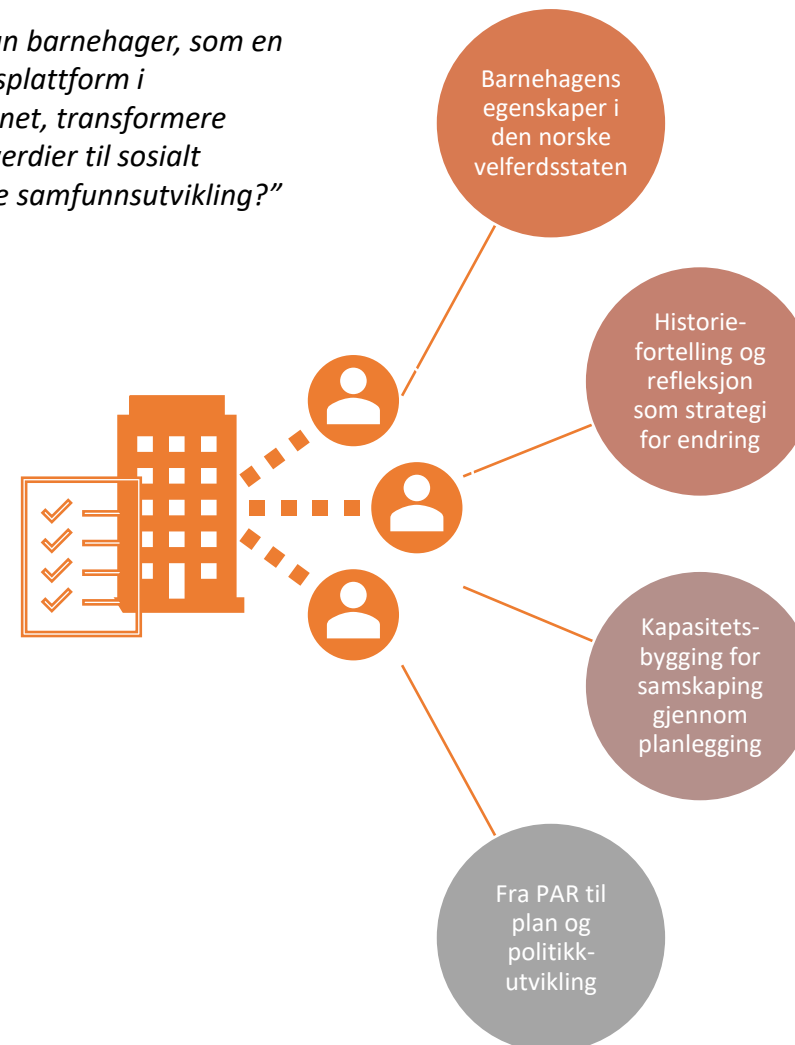 an barnehager, som en
splattform i
net, transformere
verdier til sosialt
e samfunnsutvikling?”
Barnehagens
egenskaper i
den norske
velferdsstaten
Historie-
fortelling og
refleksjon
som strategi
for endring
Kapasitets-
bygging for
samskaping
gjennom
planlegging
Fra PAR til
plan og
politikk-
utvikling